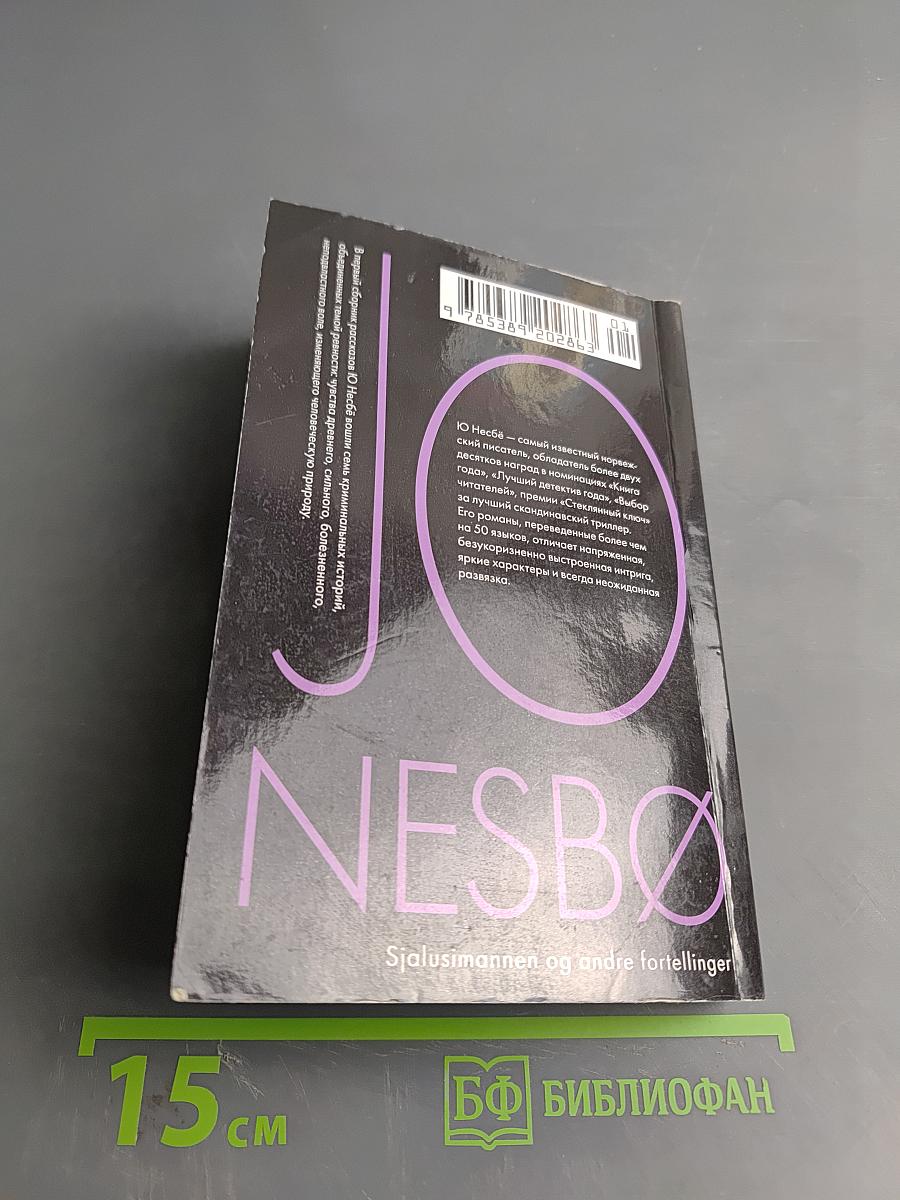 В первый сборник рассказов Ю Несбё вошли семь криминальных историй,
объединенных темой ревности: чувства древнего, сильного, болезненного,
неподвластного воле, изменяющего человеческую природу.
JO
9 785389 202863
01
Ю Несбё — самый известный норвеж-
ский писатель, обладатель более двух
десятков наград в номинациях «Книга
года», «Лучший детектив года», «Выбор
читателей», премии «Стеклянный ключ»
за лучший скандинавский триллер.
Его романы, переведенные более чем
на 50 языков, отличает напряженная,
безукоризненно выстроенная интрига,
яркие характеры и всегда неожиданная
развязка.
NESBØ
Sjalusimannen og andre fortellinger
15 см
БФ БИБЛИОФАН